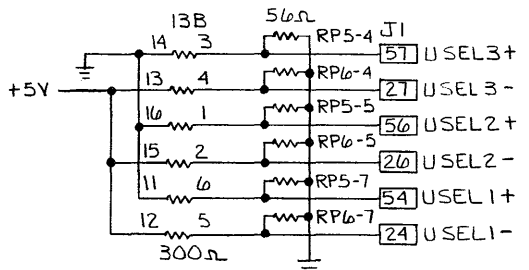 13B 56Ω J1
14 3 RP5-4 57 USEL3+
13 4 RP6-4 27 USEL3-
+5V
16 1 RP5-5 56 USEL2+
15 2 RP6-5 26 USEL2-
11 6 RP5-7 54 USEL1+
12 5 RP6-7 24 USEL1-
300Ω